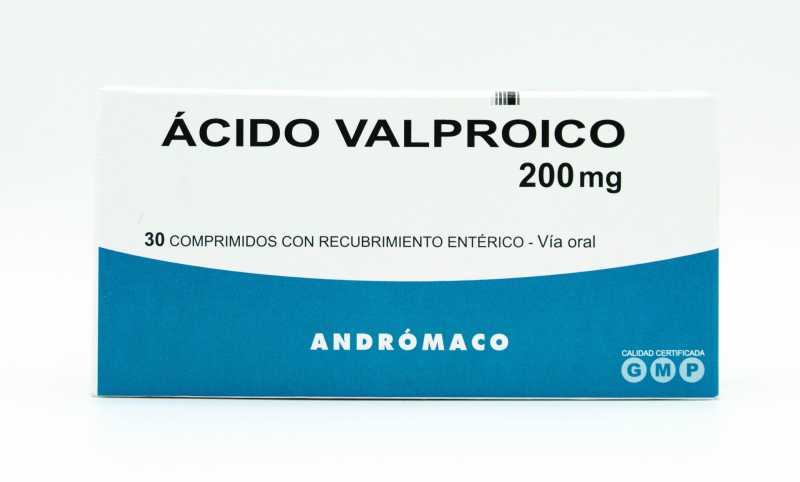 ÁCIDO VALPROICO
200 mg
30 COMPRIMIDOS CON RECUBRIMIENTO ENTÉRICO - Vía oral
ANDRÓMACO
CALIDAD CERTIFICADA
GMP